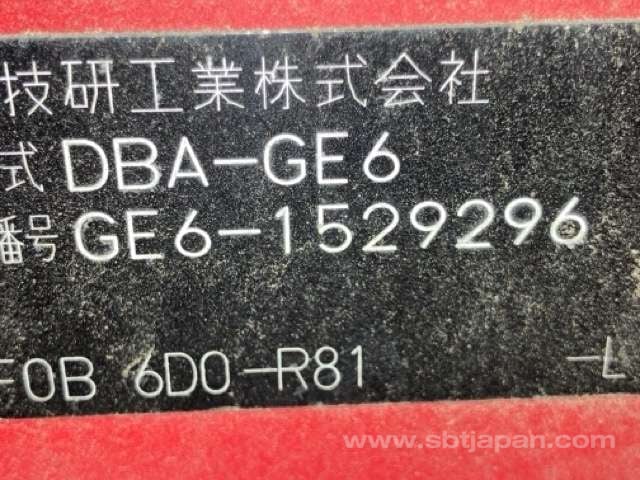 技研工業株式会社
式 DBA-GE6
番号 GE6-1529296
F0B 6D0-R81 -L
www.sbtjapan.com